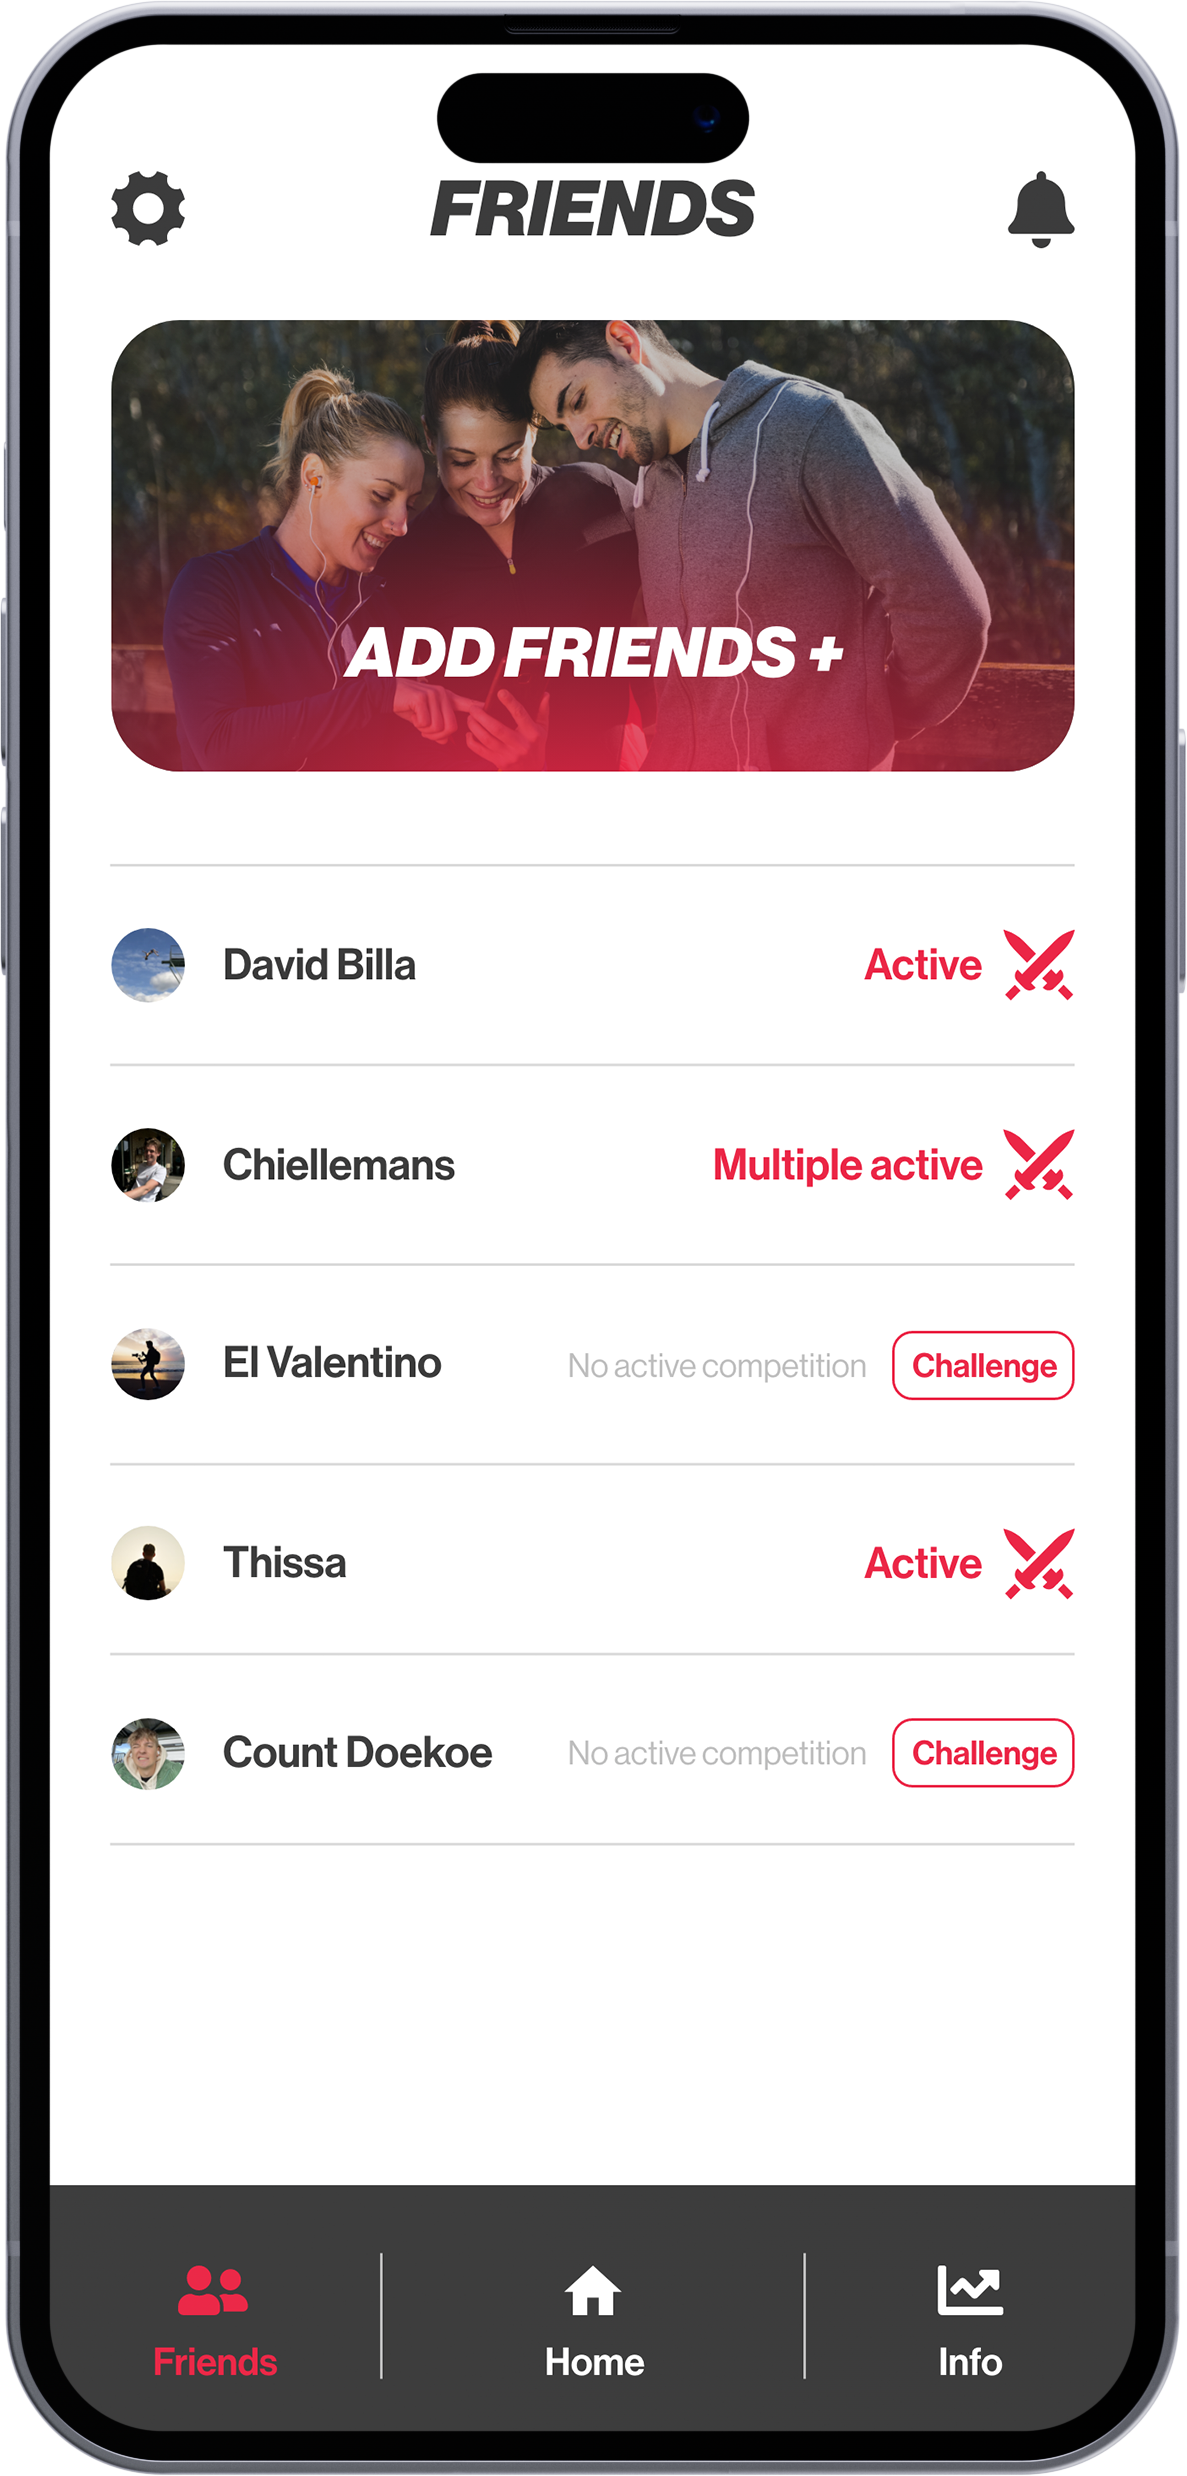 FRIENDS
ADD FRIENDS +
David Billa Active
Chiellemans Multiple active
El Valentino No active competition Challenge
Thissa Active
Count Doekoe No active competition Challenge
Friends Home Info